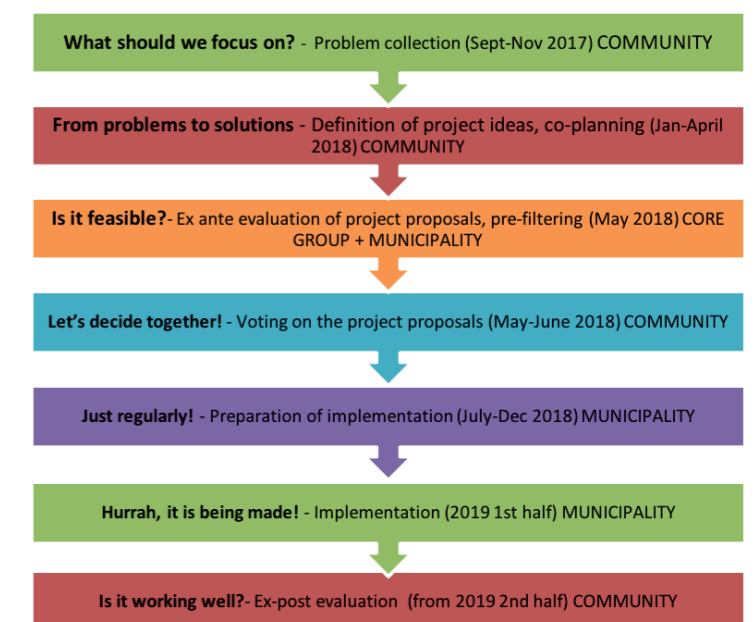 What should we focus on? - Problem collection (Sept-Nov 2017) COMMUNITY
From problems to solutions - Definition of project ideas, co-planning (Jan-April
2018) COMMUNITY
Is it feasible?- Ex ante evaluation of project proposals, pre-filtering (May 2018) CORE
GROUP + MUNICIPALITY
Let’s decide together! - Voting on the project proposals (May-June 2018) COMMUNITY
Just regularly! - Preparation of implementation (July-Dec 2018) MUNICIPALITY
Hurrah, it is being made! - Implementation (2019 1st half) MUNICIPALITY
Is it working well?- Ex-post evaluation (from 2019 2nd half) COMMUNITY